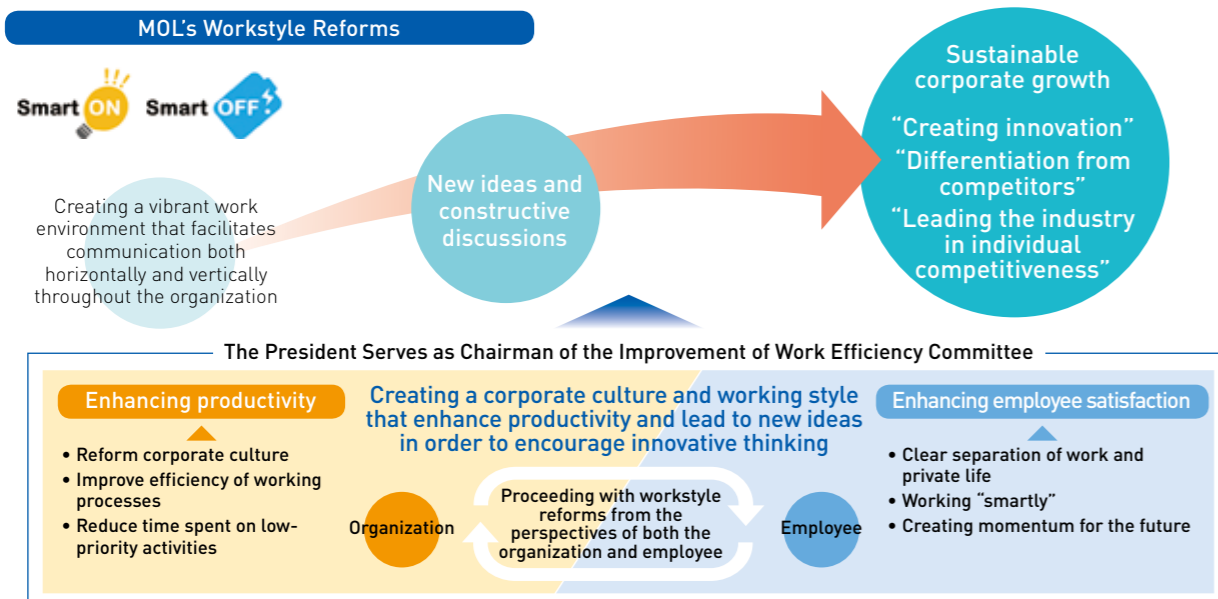 MOL's Workstyle Reforms
Smart ON
Smart OFF
Creating a vibrant work
environment that facilitates
communication both
horizontally and vertically
throughout the organization
New ideas and
constructive
discussions
Sustainable
corporate growth
“Creating innovation”
“Differentiation from
competitors”
“Leading the industry
in individual
competitiveness”
The President Serves as Chairman of the Improvement of Work Efficiency Committee
Enhancing productivity
• Reform corporate culture
• Improve efficiency of working
processes
• Reduce time spent on low-
priority activities
Creating a corporate culture and working style
that enhance productivity and lead to new ideas
in order to encourage innovative thinking
Organization
Proceeding with workstyle
reforms from the
perspectives of both the
organization and employee
Employee
Enhancing employee satisfaction
• Clear separation of work and
private life
• Working “smartly”
• Creating momentum for the future